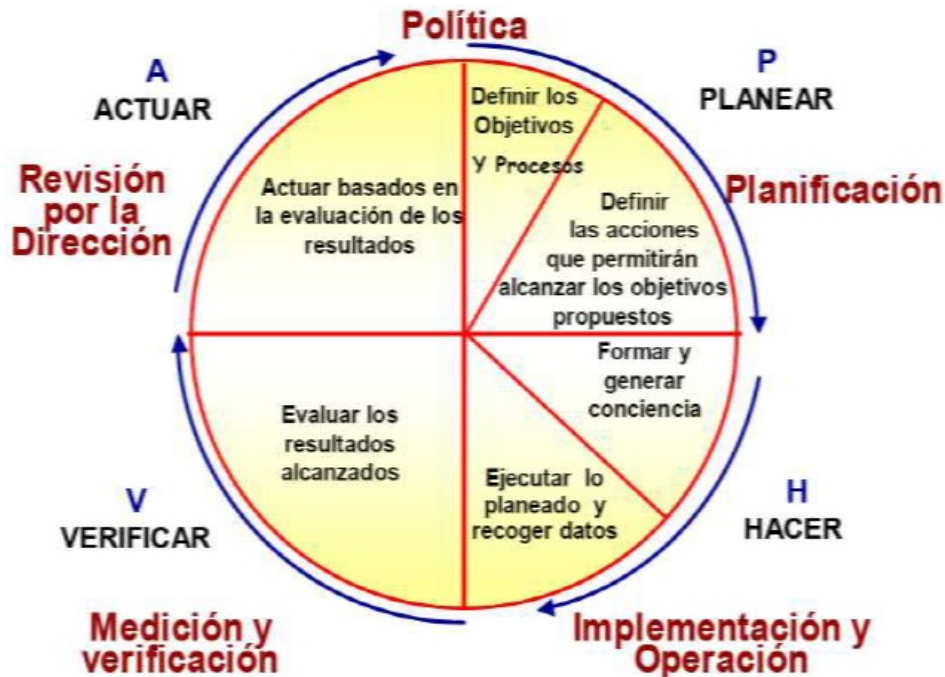 Política
P
PLANEAR
Planificación
Definir los
Objetivos
Y Procesos
Definir
las acciones
que permitirán
alcanzar los objetivos
propuestos
Formar y
generar
conciencia
Ejecutar lo
planeado y
recoger datos
H
HACER
Implementación y
Operación
Evaluar los
resultados
alcanzados
V
VERIFICAR
Medición y
verificación
Actuar basados en
la evaluación de los
resultados
A
ACTUAR
Revisión
por la
Dirección